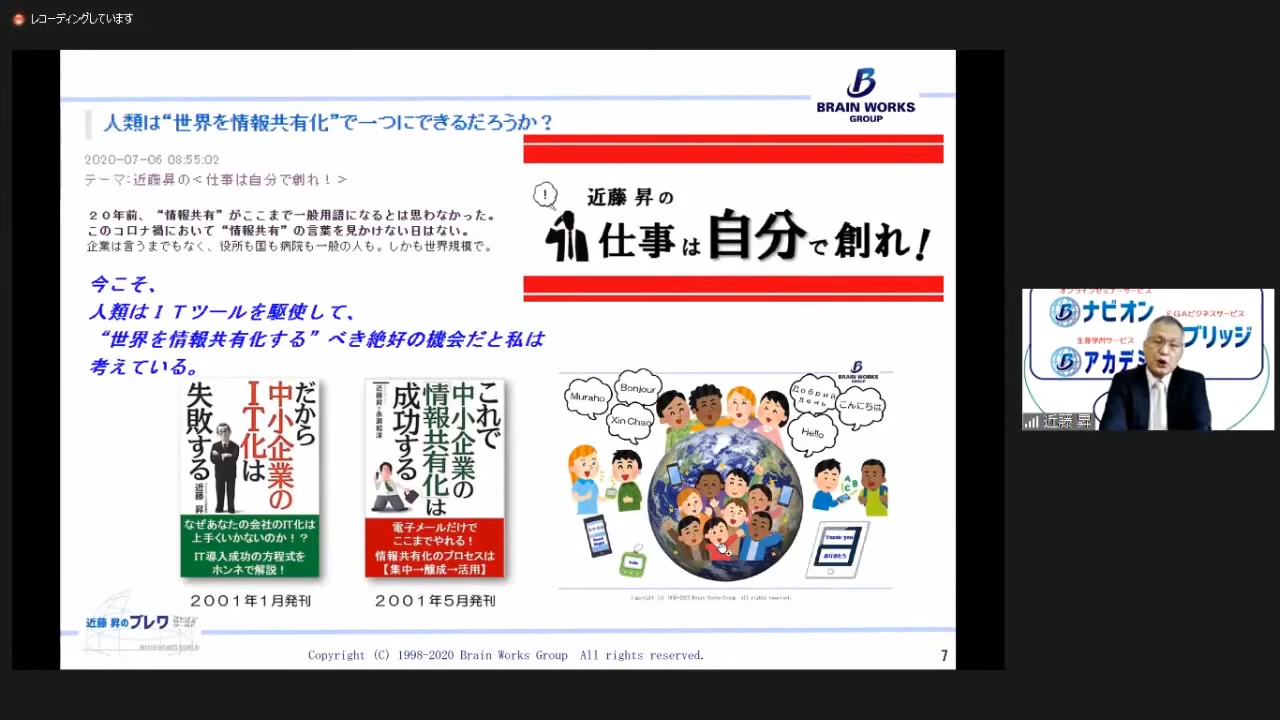 レコーディングしています
BRAIN WORKS
GROUP
人類は“世界を情報共有化”で一つにできるだろうか？
2020-07-06 08:55:02
テーマ:近藤昇の＜仕事は自分で創れ！＞
２０年前、“情報共有”がここまで一般用語になるとは思わなかった。
このコロナ禍において“情報共有”の言葉を見かけない日はない。
企業は言うまでもなく、役所も国も病院も一般の人も。しかも世界規模で。
今こそ、
人類はＩＴツールを駆使して、
“世界を情報共有化する”べき絶好の機会だと私は
考えている。
!
近藤 昇の
仕事は自分で創れ!
だから
中小企業の
IT化は
失敗する
近藤 昇
なぜあなたの会社のIT化は
上手くいかないのか！？
IT導入成功の方程式を
ホンネで解説！
２００１年１月発刊
これで
中小企業の
情報共有化は
成功する
電子メールだけで
ここまでやれる！
情報共有化のプロセスは
【集中→醸成→活用】
２００１年５月発刊
BRAIN WORKS
GROUP
Muraho
Bonjour
Xin Chao
Добрий
день
こんにちは
Hello
A
B
C
Thank you
ありがとう
Copyright (C) 1998-2020 Brain Works Group All rights reserved.
近藤 昇のブレワ
Copyright (C) 1998-2020 Brain Works Group All rights reserved.
7
オンラインセミナーサービス
ナビオン
ＥＧＡビジネスサービス
ブリッジ
生涯学習サービス
アカデミ
近藤 昇